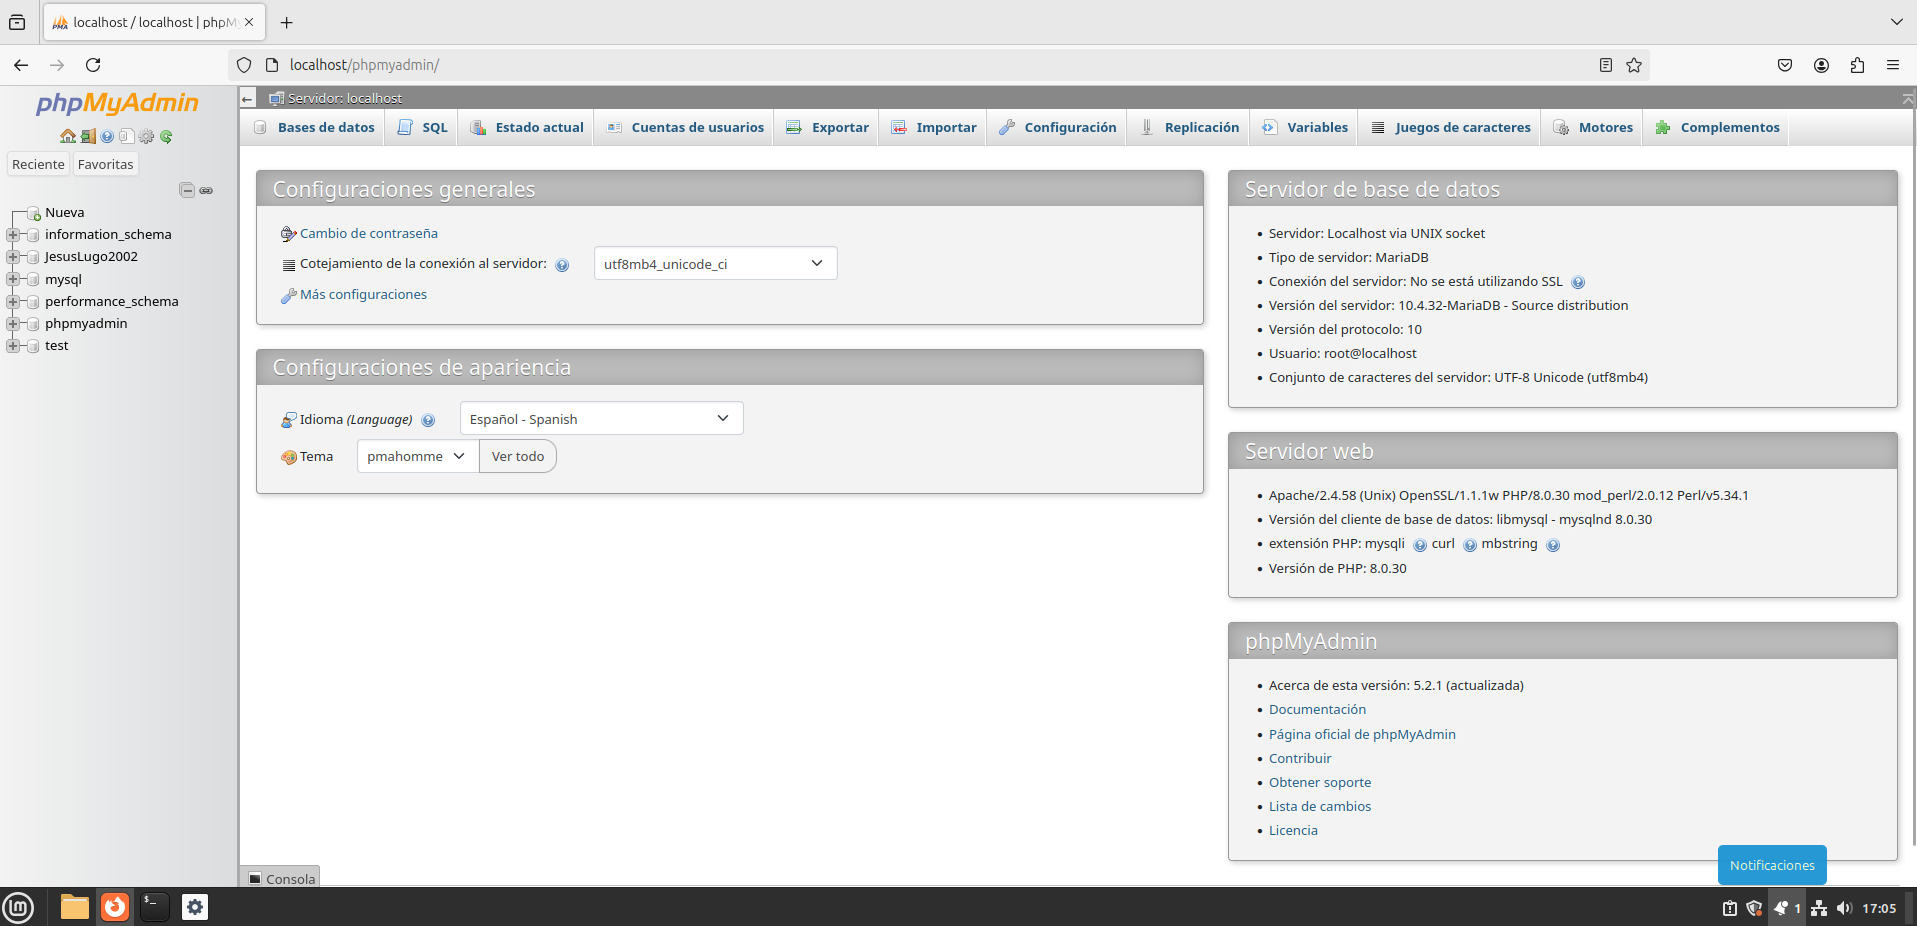 localhost / localhost | phpM
localhost/phpmyadmin/
phpMyAdmin
Reciente Favoritas
Nueva
information_schema
JesusLugo2002
mysql
performance_schema
phpmyadmin
test
Servidor: localhost
Bases de datos SQL Estado actual Cuentas de usuarios Exportar Importar Configuración Replicación Variables Juegos de caracteres Motores Complementos
Configuraciones generales
Cambio de contraseña
Cotejamiento de la conexión al servidor: utf8mb4_unicode_ci
Más configuraciones
Configuraciones de apariencia
Idioma (Language) Español - Spanish
Tema pmahomme Ver todo
Servidor de base de datos
Servidor: Localhost via UNIX socket
Tipo de servidor: MariaDB
Conexión del servidor: No se está utilizando SSL
Versión del servidor: 10.4.32-MariaDB - Source distribution
Versión del protocolo: 10
Usuario: root@localhost
Conjunto de caracteres del servidor: UTF-8 Unicode (utf8mb4)
Servidor web
Apache/2.4.58 (Unix) OpenSSL/1.1.1w PHP/8.0.30 mod_perl/2.0.12 Perl/v5.34.1
Versión del cliente de base de datos: libmysql - mysqlnd 8.0.30
extensión PHP: mysqli curl mbstring
Versión de PHP: 8.0.30
phpMyAdmin
Acerca de esta versión: 5.2.1 (actualizada)
Documentación
Página oficial de phpMyAdmin
Contribuir
Obtener soporte
Lista de cambios
Licencia
Notificaciones
Consola
1 17:05